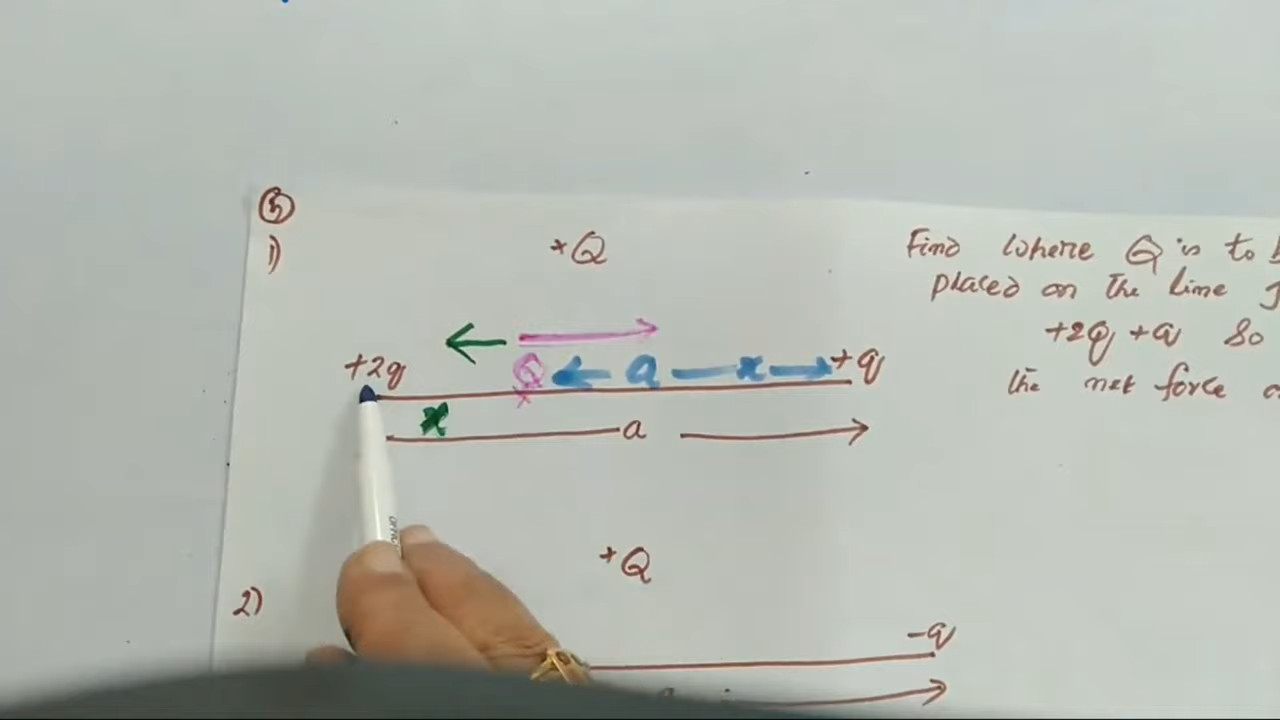 5
1)
+Q
Find where Q is to
placed on the line
+2q +q so
the net force
+2q Q a - x + q
x
a
+Q
2)
-q